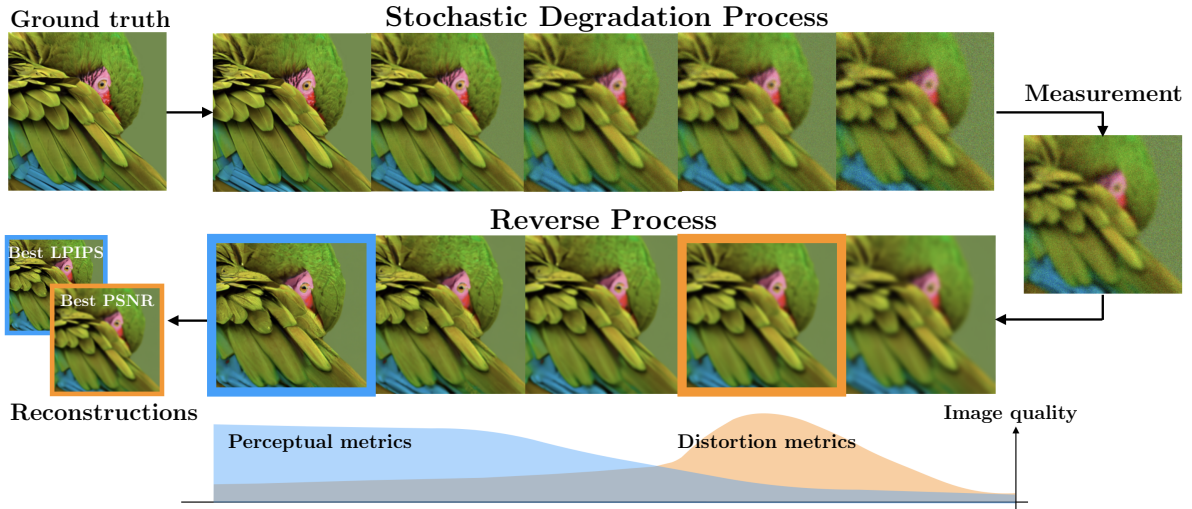 Ground truth
Stochastic Degradation Process
Measurement
Reverse Process
Best LPIPS
Best PSNR
Reconstructions
Image quality
Perceptual metrics
Distortion metrics